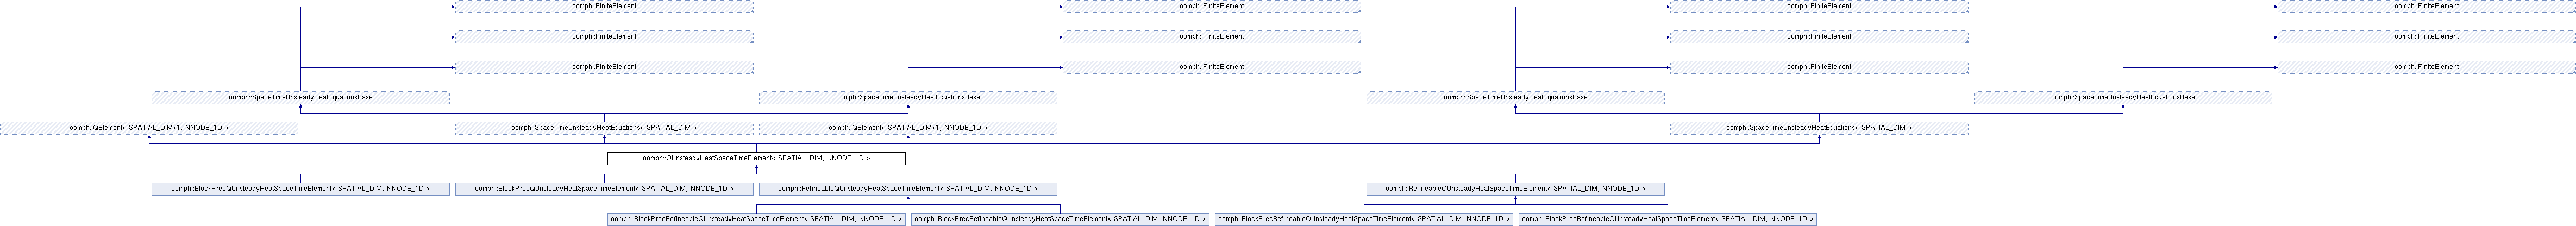 oomph::FiniteElement oomph::FiniteElement oomph::FiniteElement oomph::FiniteElement
oomph::FiniteElement oomph::FiniteElement oomph::FiniteElement oomph::FiniteElement
oomph::FiniteElement oomph::FiniteElement oomph::FiniteElement oomph::FiniteElement
oomph::SpaceTimeUnsteadyHeatEquationsBase oomph::SpaceTimeUnsteadyHeatEquationsBase oomph::SpaceTimeUnsteadyHeatEquationsBase oomph::SpaceTimeUnsteadyHeatEquationsBase
oomph::QElement< SPATIAL_DIM+1, NNODE_1D > oomph::SpaceTimeUnsteadyHeatEquations< SPATIAL_DIM > oomph::QElement< SPATIAL_DIM+1, NNODE_1D > oomph::SpaceTimeUnsteadyHeatEquations< SPATIAL_DIM >
oomph::QUnsteadyHeatSpaceTimeElement< SPATIAL_DIM, NNODE_1D >
oomph::BlockPrecQUnsteadyHeatSpaceTimeElement< SPATIAL_DIM, NNODE_1D > oomph::BlockPrecQUnsteadyHeatSpaceTimeElement< SPATIAL_DIM, NNODE_1D > oomph::RefineableQUnsteadyHeatSpaceTimeElement< SPATIAL_DIM, NNODE_1D > oomph::RefineableQUnsteadyHeatSpaceTimeElement< SPATIAL_DIM, NNODE_1D >
oomph::BlockPrecRefineableQUnsteadyHeatSpaceTimeElement< SPATIAL_DIM, NNODE_1D > oomph::BlockPrecRefineableQUnsteadyHeatSpaceTimeElement< SPATIAL_DIM, NNODE_1D > oomph::BlockPrecRefineableQUnsteadyHeatSpaceTimeElement< SPATIAL_DIM, NNODE_1D > oomph::BlockPrecRefineableQUnsteadyHeatSpaceTimeElement< SPATIAL_DIM, NNODE_1D >